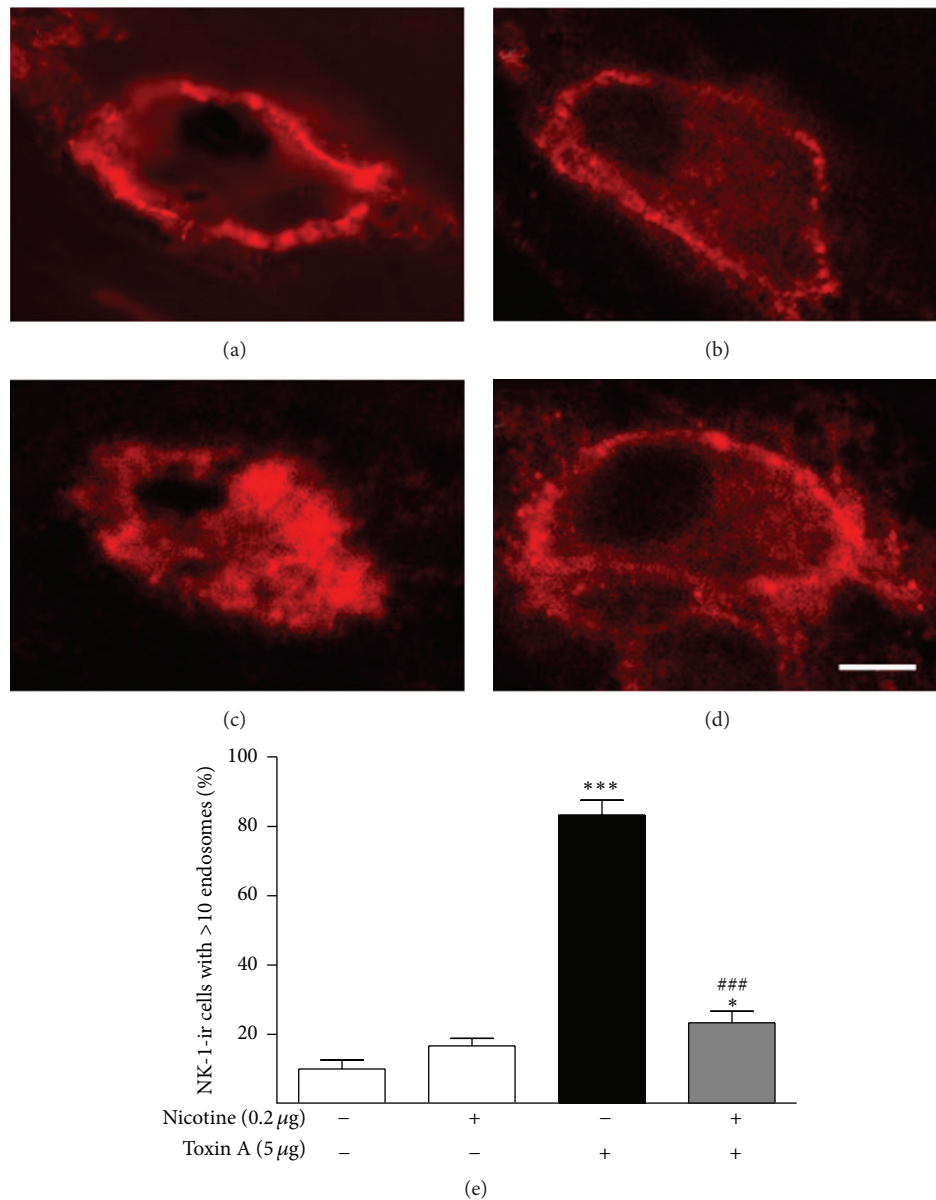 (a)
(b)
(c)
(d)
NK-1-ir cells with >10 endosomes (%)
100
80
60
40
20
***
###
*
Nicotine (0.2 μg) − + − +
Toxin A (5 μg) − − + +
(e)